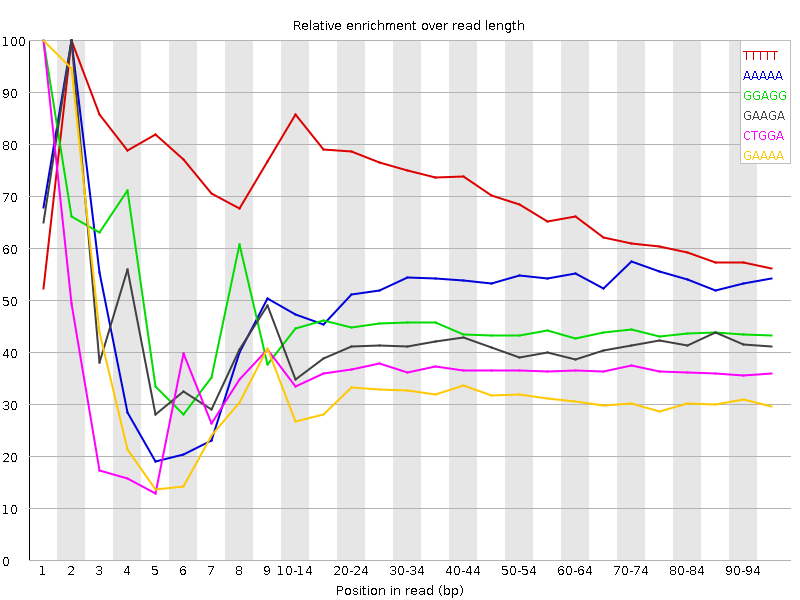 Relative enrichment over read length
100
90
80
70
60
50
40
30
20
10
0
TTTTT
AAAAA
GGAGG
GAAGA
CTGGA
GAAAA
1 2 3 4 5 6 7 8 9 10-14 20-24 30-34 40-44 50-54 60-64 70-74 80-84 90-94
Position in read (bp)